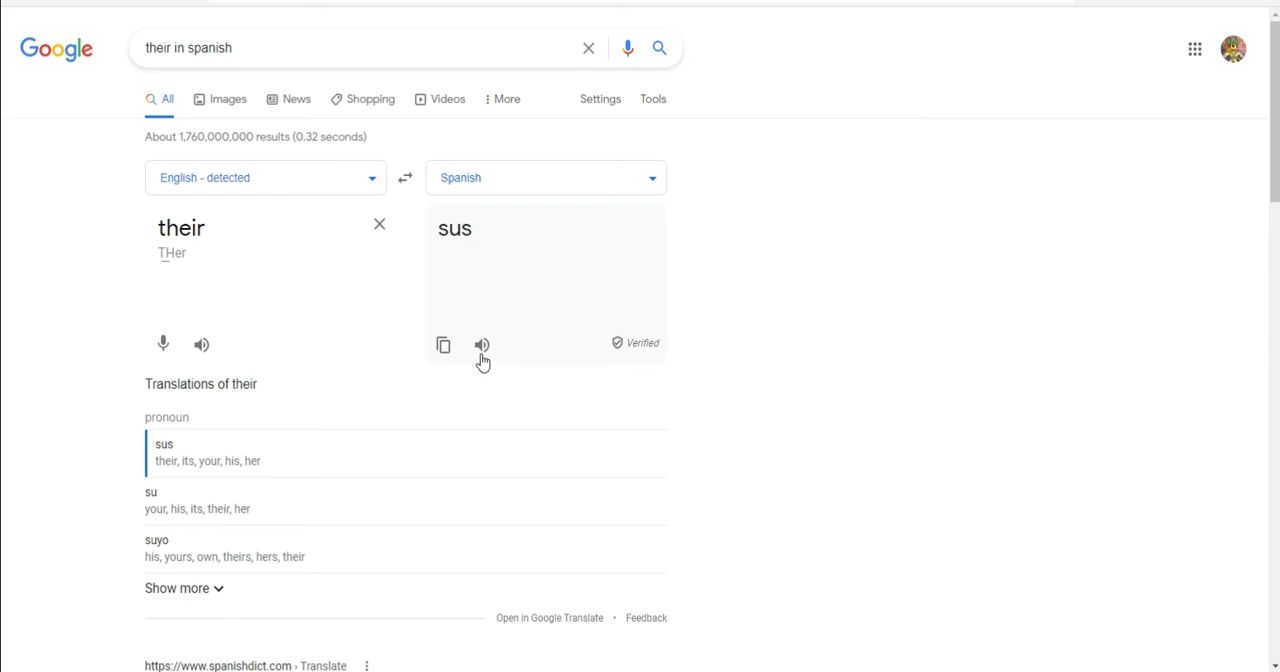 Google
their in spanish
All Images News Shopping Videos More Settings Tools
About 1,760,000,000 results (0.32 seconds)
English - detected Spanish
their sus
THer
Verified
Translations of their
pronoun
sus
their, its, your, his, her
su
your, his, its, their, her
suyo
his, yours, own, theirs, hers, their
Show more
Open in Google Translate • Feedback
https://www.spanishdict.com › Translate